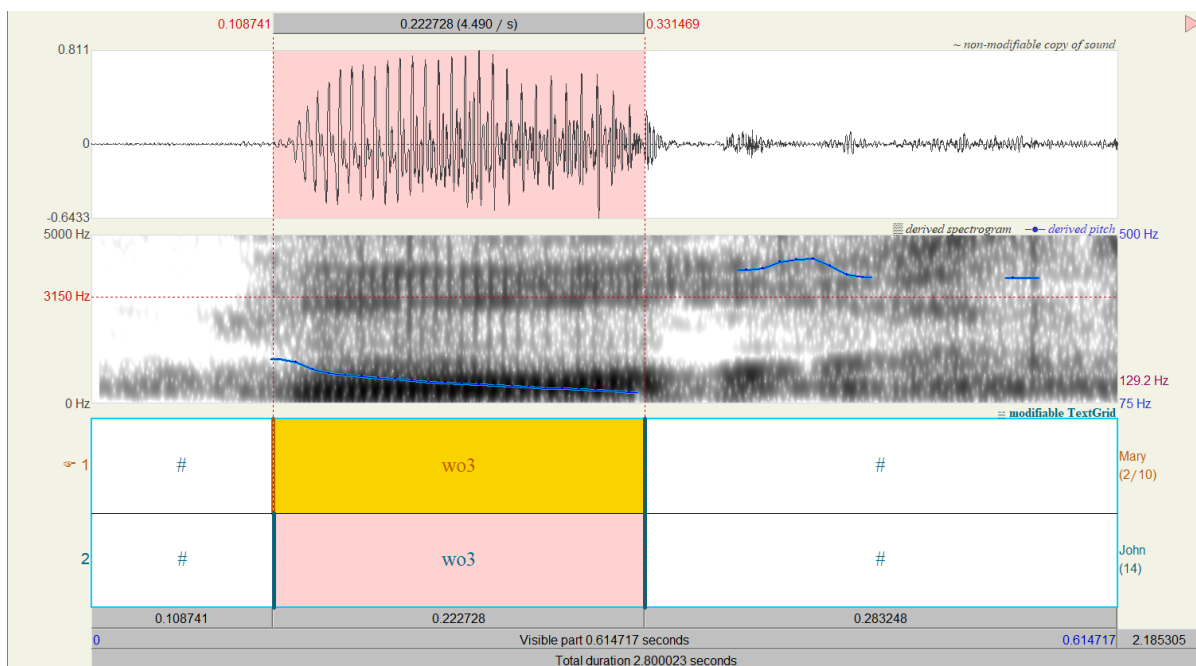 0.108741 0.222728 (4.490 / s) 0.331469
~ non-modifiable copy of sound
0.811
0
-0.6433
5000 Hz derived spectrogram derived pitch 500 Hz
3150 Hz
129.2 Hz
0 Hz 75 Hz
modifiable TextGrid
1 # wo3 # Mary
(2/10)
2 # wo3 # John
(14)
0.108741 0.222728 0.283248
0 Visible part 0.614717 seconds 0.614717 2.185305
Total duration 2.800023 seconds